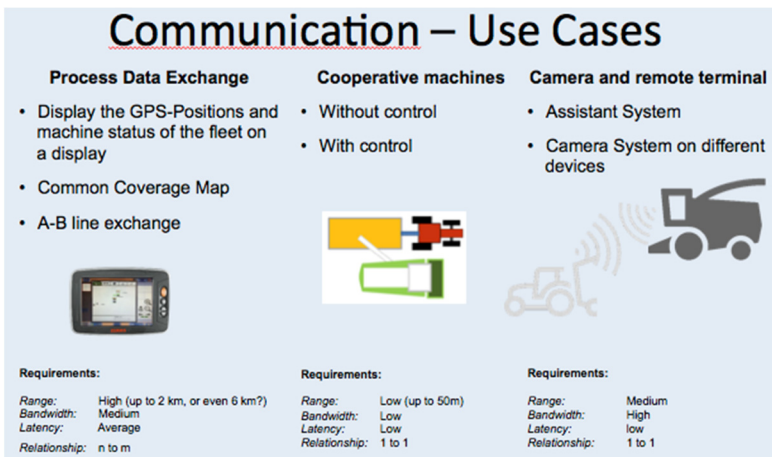 Communication – Use Cases
Process Data Exchange
• Display the GPS-Positions and
machine status of the fleet on
a display
• Common Coverage Map
• A-B line exchange
Requirements:
Range: High (up to 2 km, or even 6 km?)
Bandwidth: Medium
Latency: Average
Relationship: n to m
Cooperative machines
• Without control
• With control
Requirements:
Range: Low (up to 50m)
Bandwidth: Low
Latency: Low
Relationship: 1 to 1
Camera and remote terminal
• Assistant System
• Camera System on different
devices
Requirements:
Range: Medium
Bandwidth: High
Latency: low
Relationship: 1 to 1